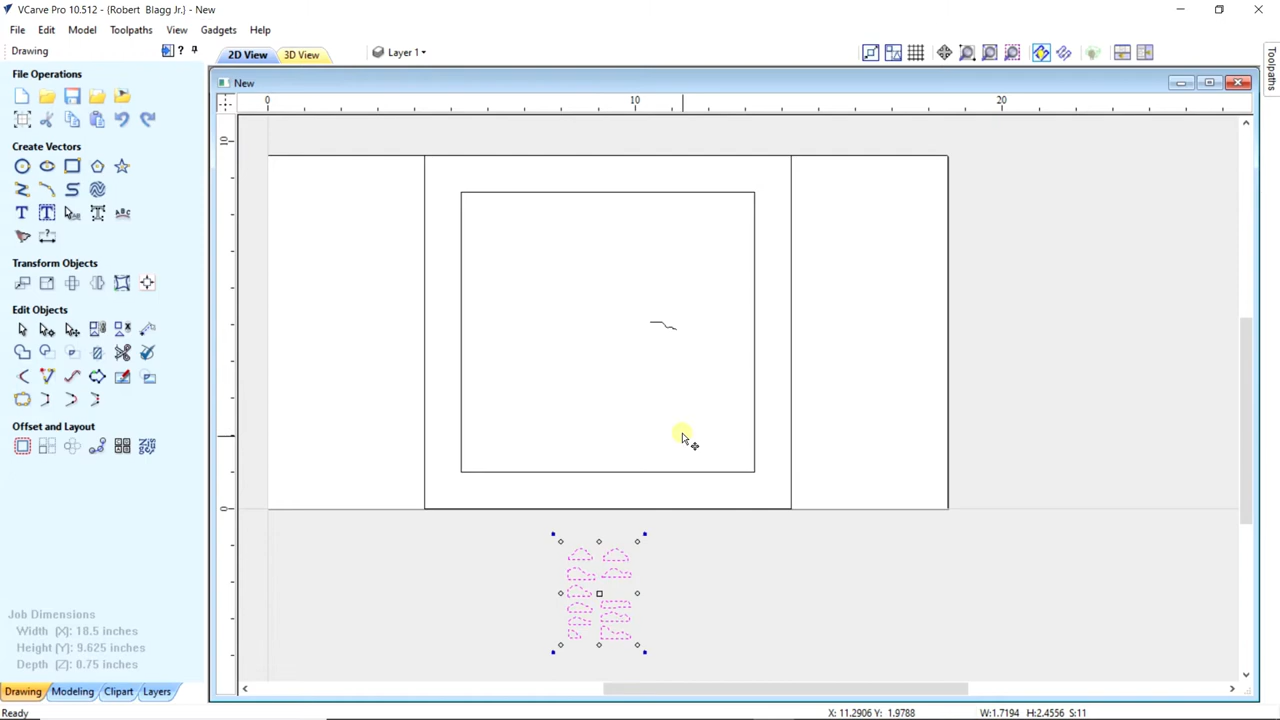 VCarve Pro 10.512 - (Robert Blagg Jr.) - New
File Edit Model Toolpaths View Gadgets Help
Drawing
2D View 3D View Layer 1
Toolpaths
File Operations
New
0 10 20
10
0
Create Vectors
Transform Objects
Edit Objects
Offset and Layout
Job Dimensions
Width (X): 18.5 inches
Height (Y): 9.625 inches
Depth (Z): 0.75 inches
Drawing Modeling Clipart Layers
Ready X: 11.2906 Y: 1.9788 W:1.7194 H:2.4556 S:11